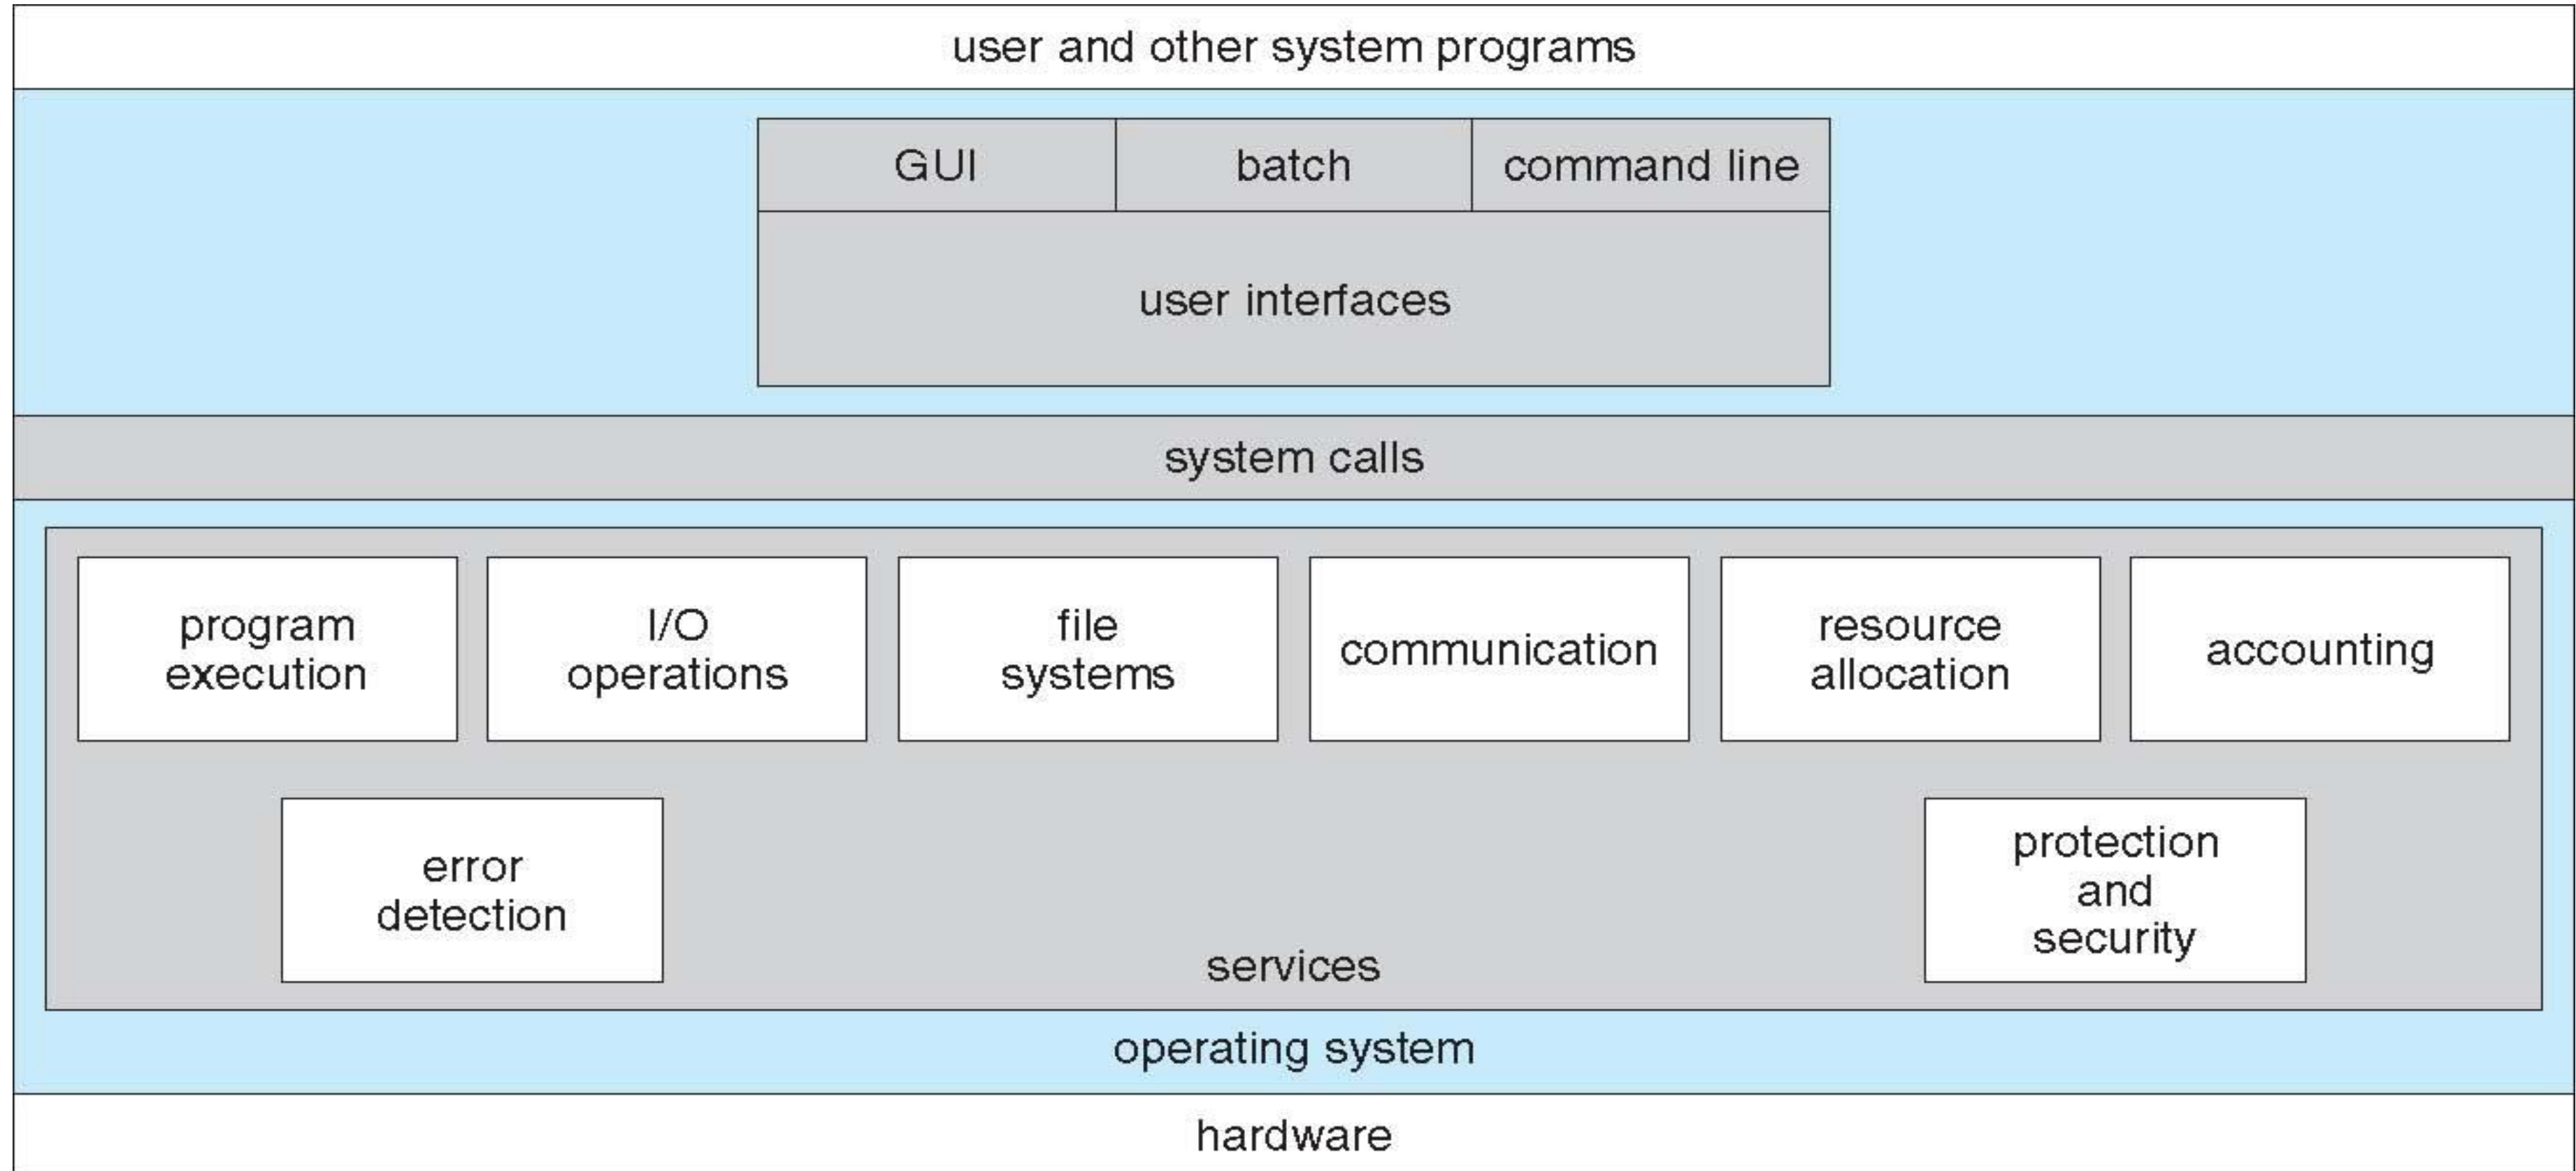 user and other system programs
GUI
batch
command line
user interfaces
system calls
program
execution
I/O
operations
file
systems
communication
resource
allocation
accounting
error
detection
protection
and
security
services
operating system
hardware